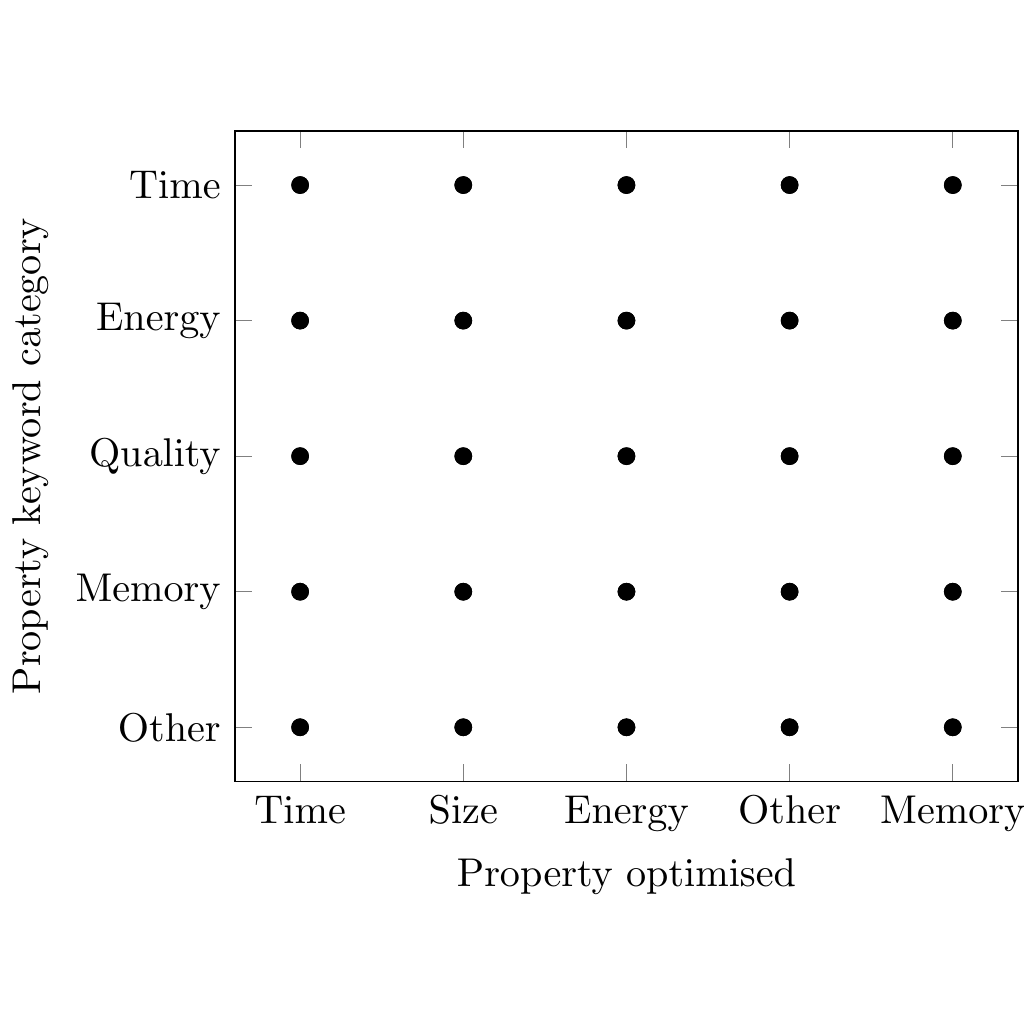 Property keyword category
Time
Energy
Quality
Memory
Other
Time Size Energy Other Memory
Property optimised